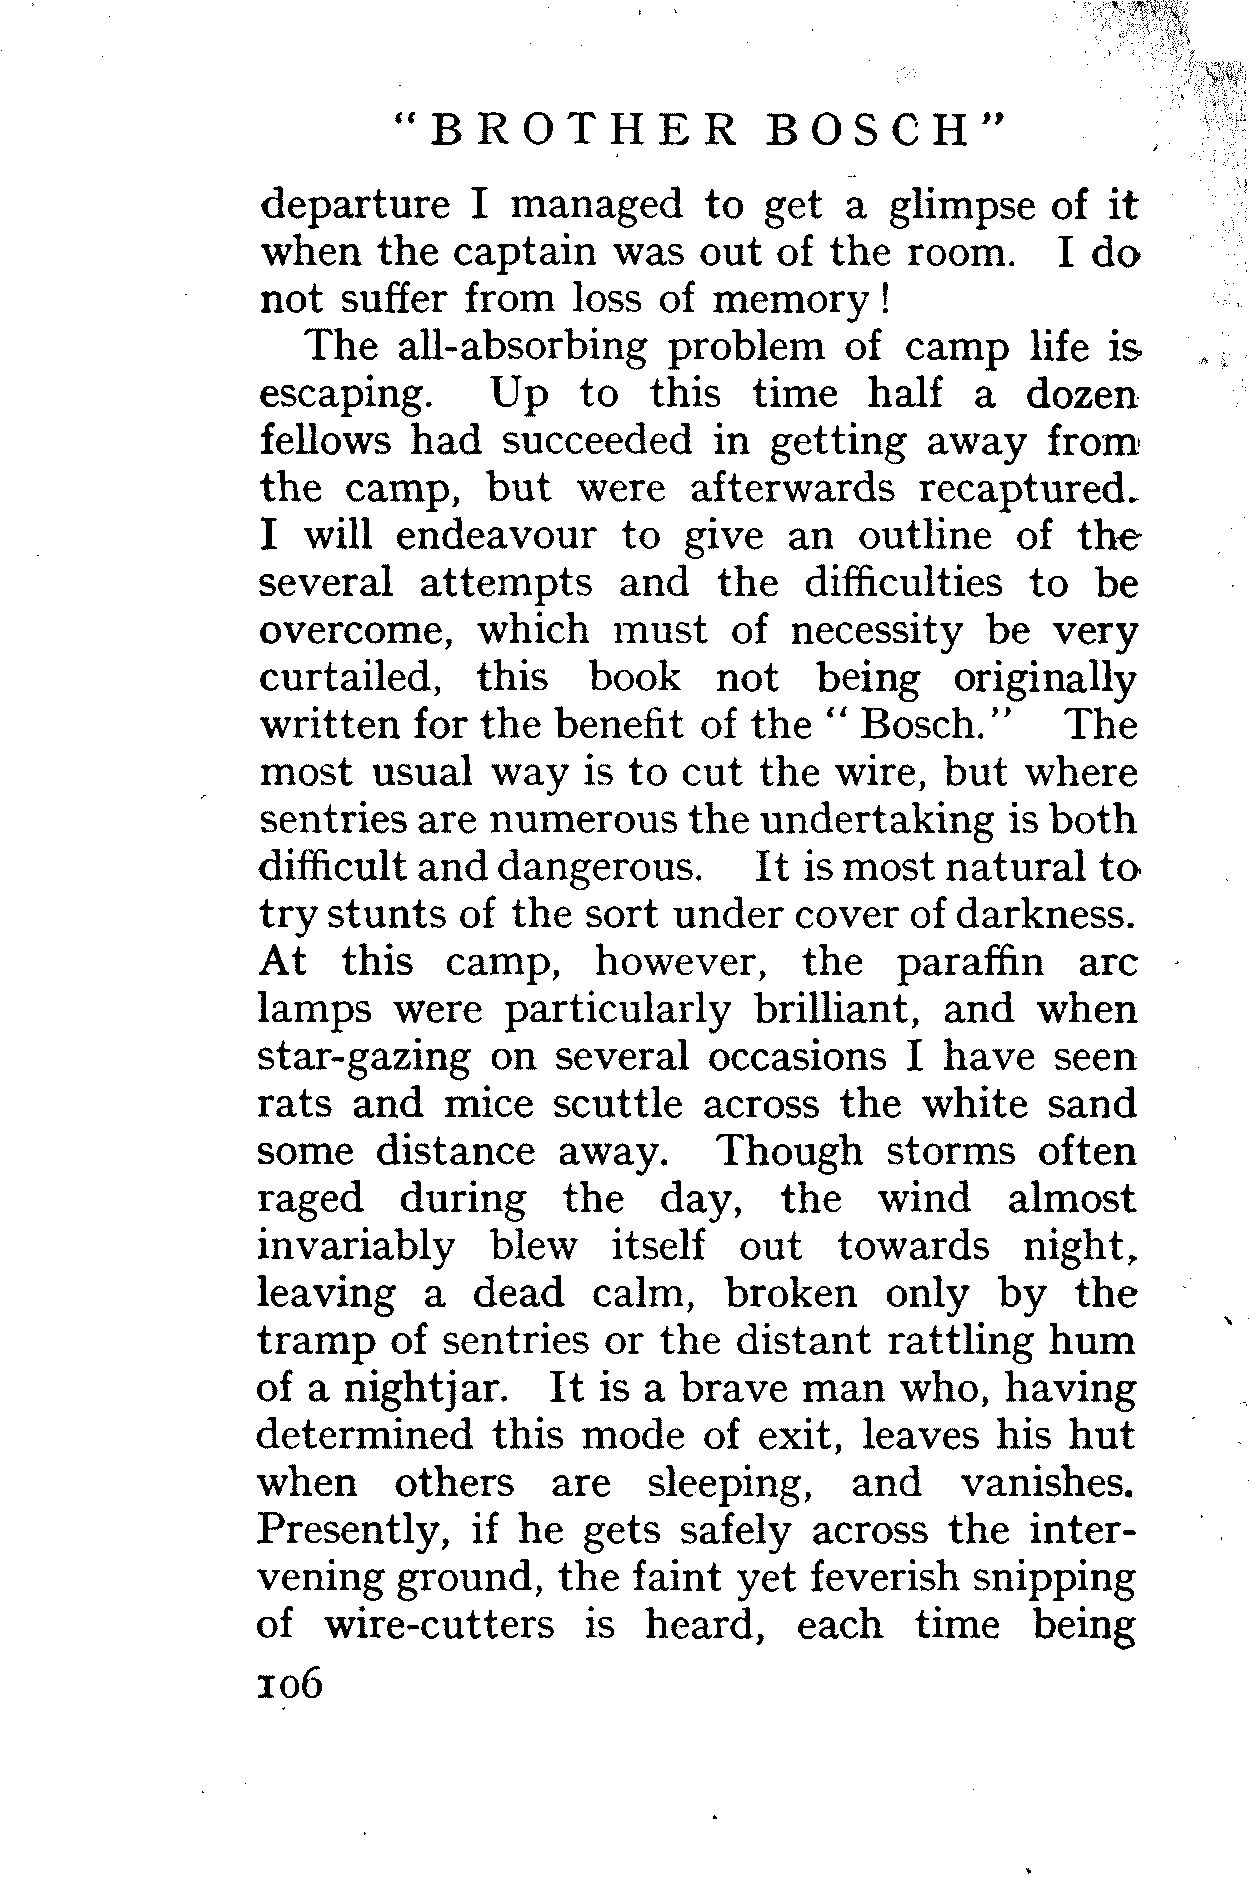 "BROTHER BOSCH"
departure I managed to get a glimpse of it
when the captain was out of the room. I do
not suffer from loss of memory!
The all-absorbing problem of camp life is
escaping. Up to this time half a dozen
fellows had succeeded in getting away from
the camp, but were afterwards recaptured.
I will endeavour to give an outline of the
several attempts and the difficulties to be
overcome, which must of necessity be very
curtailed, this book not being originally
written for the benefit of the "Bosch." The
most usual way is to cut the wire, but where
sentries are numerous the undertaking is both
difficult and dangerous. It is most natural to
try stunts of the sort under cover of darkness.
At this camp, however, the paraffin arc
lamps were particularly brilliant, and when
star-gazing on several occasions I have seen
rats and mice scuttle across the white sand
some distance away. Though storms often
raged during the day, the wind almost
invariably blew itself out towards night,
leaving a dead calm, broken only by the
tramp of sentries or the distant rattling hum
of a nightjar. It is a brave man who, having
determined this mode of exit, leaves his hut
when others are sleeping, and vanishes.
Presently, if he gets safely across the inter-
vening ground, the faint yet feverish snipping
of wire-cutters is heard, each time being
106